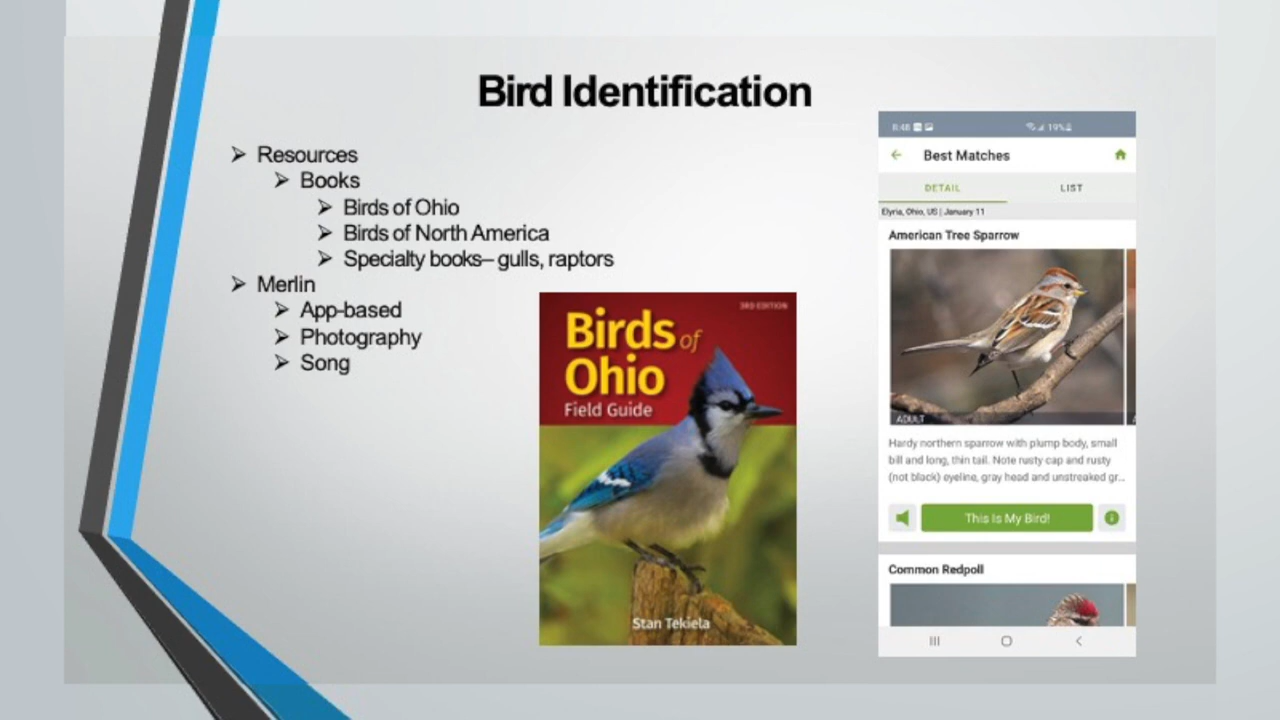 Bird Identification
Resources
Books
Birds of Ohio
Birds of North America
Specialty books– gulls, raptors
Merlin
App-based
Photography
Song
3RD EDITION
Birds of
Ohio
Field Guide
Stan Tekiela
8:48
19%
Best Matches
DETAIL LIST
Elyria, Ohio, US | January 11
American Tree Sparrow
ADULT
Hardy northern sparrow with plump body, small
bill and long, thin tail. Note rusty cap and rusty
(not black) eyeline, gray head and unstreaked gr...
This Is My Bird!
Common Redpoll